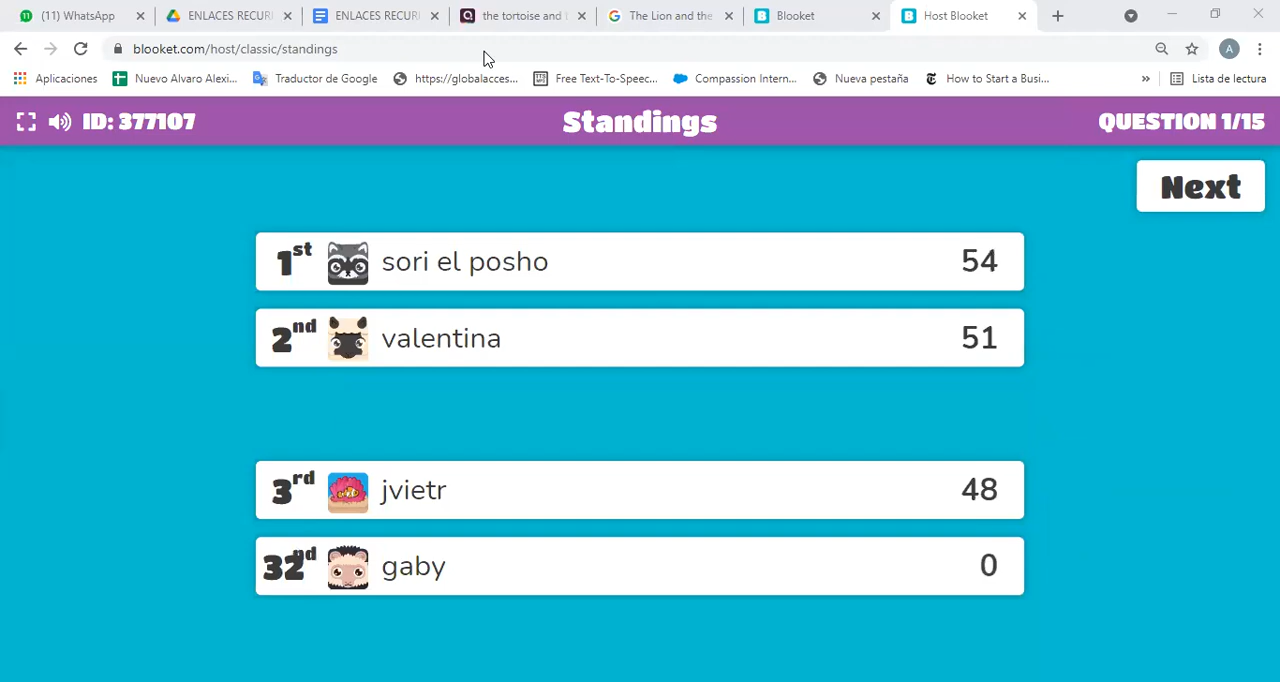 (11) WhatsApp
ENLACES RECUR
ENLACES RECUR
the tortoise and t
The Lion and the
Blooket
Host Blooket
blooket.com/host/classic/standings
A
Aplicaciones
Nuevo Alvaro Alexi...
Traductor de Google
https://globalacces...
Free Text-To-Speec...
Compassion Intern...
Nueva pestaña
How to Start a Busi...
»
Lista de lectura
ID: 377107
Standings
QUESTION 1/15
Next
1st sori el posho 54
2nd valentina 51
3rd jvietr 48
32nd gaby 0